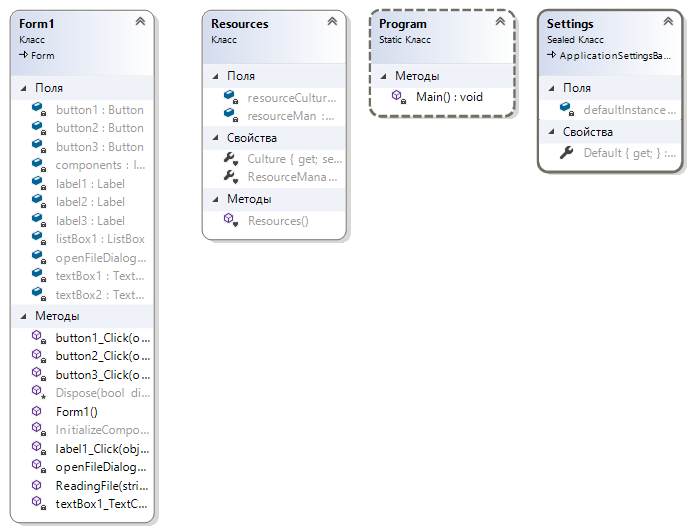 Form1
Класс
Form
Поля
button1 : Button
button2 : Button
button3 : Button
components : I...
label1 : Label
label2 : Label
label3 : Label
listBox1 : ListBox
openFileDialog...
textBox1 : Text...
textBox2 : Text...
Методы
button1_Click(o...
button2_Click(o...
button3_Click(o...
Dispose(bool di...
Form1()
InitializeCompo...
label1_Click(obj...
openFileDialog...
ReadingFile(stri...
textBox1_TextC...
Resources
Класс
Поля
resourceCultur...
resourceMan :...
Свойства
Culture { get; se...
ResourceMana...
Методы
Resources()
Program
Static Класс
Методы
Main() : void
Settings
Sealed Класс
ApplicationSettingsBa...
Поля
defaultInstance...
Свойства
Default { get; } :...